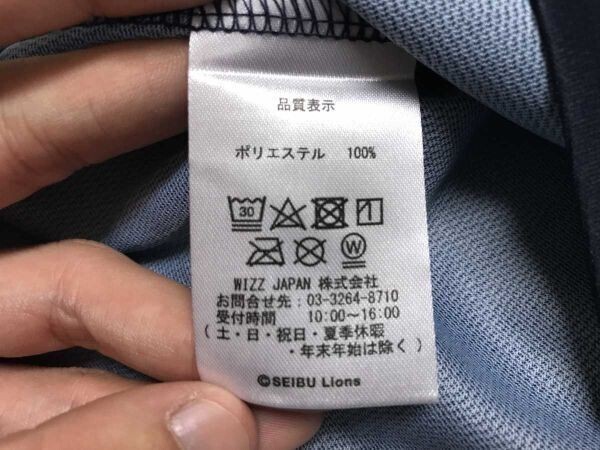 品質表示
ポリエステル 100%
30
W
WIZZ JAPAN 株式会社
お問合せ先：03-3264-8710
受付時間 10:00～16:00
（土・日・祝日・夏季休暇
・年末年始は除く）
©SEIBU Lions